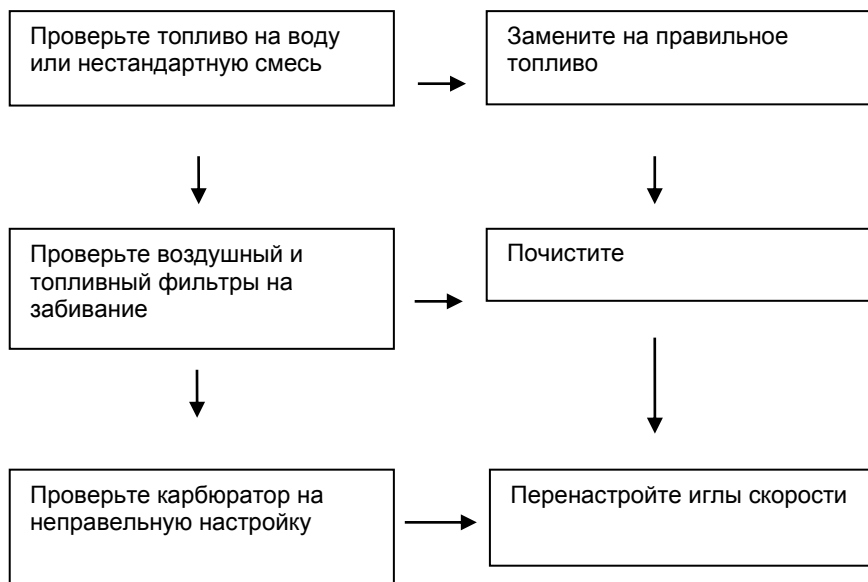 Проверьте топливо на воду
или нестандартную смесь
Замените на правильное
топливо
Проверьте воздушный и
топливный фильтры на
забивание
Почистите
Проверьте карбюратор на
неправельную настройку
Перенастройте иглы скорости